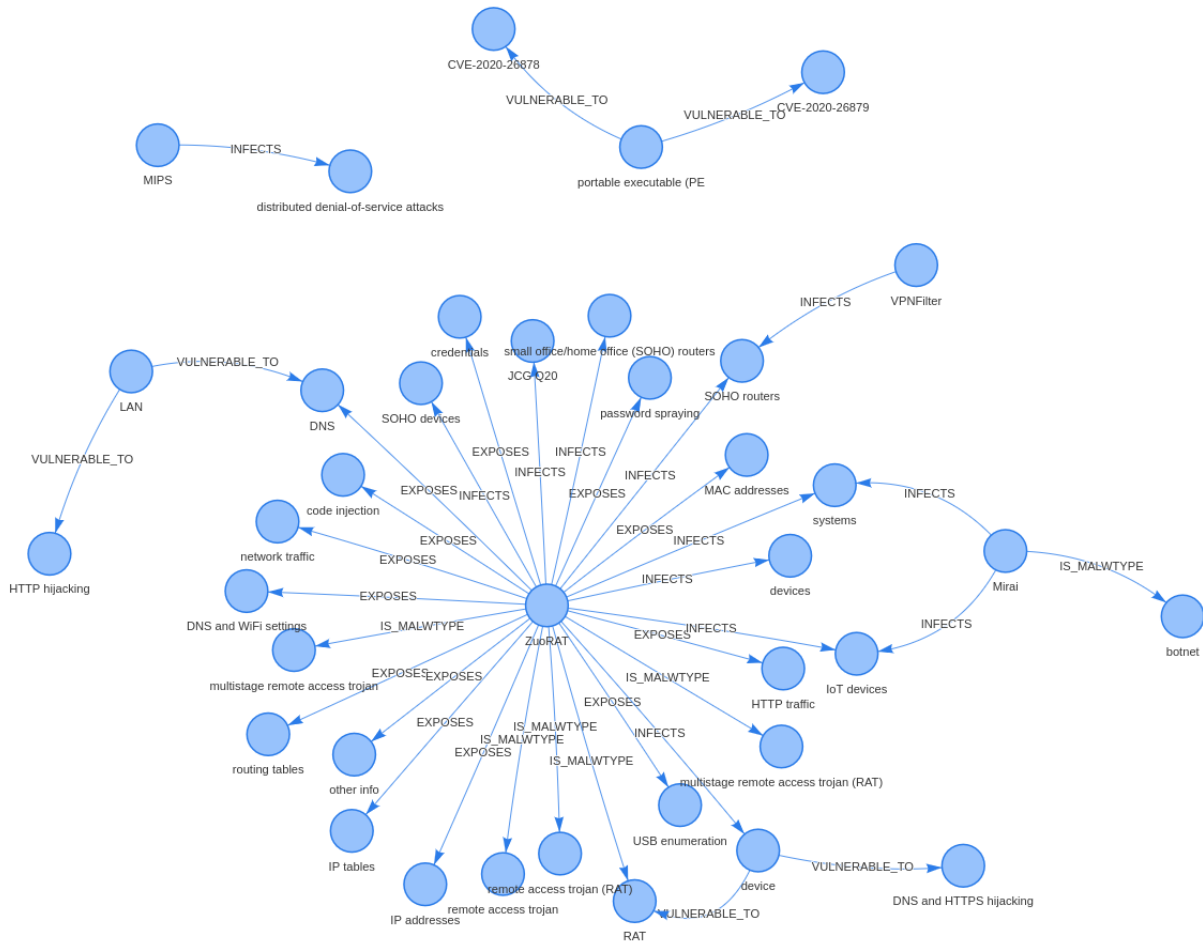 CVE-2020-26878
CVE-2020-26879
VULNERABLE_TO
VULNERABLE_TO
INFECTS
MIPS
portable executable (PE
distributed denial-of-service attacks
INFECTS
VPNFilter
credentials
small office/home office (SOHO) routers
VULNERABLE_TO
JCG-Q20
SOHO routers
LAN
SOHO devices
password spraying
DNS
EXPOSES
INFECTS
VULNERABLE_TO
EXPOSES
INFECTS
INFECTS
MAC addresses
EXPOSES
INFECTS
EXPOSES
INFECTS
code injection
systems
EXPOSES
EXPOSES
INFECTS
network traffic
EXPOSES
HTTP hijacking
INFECTS
devices
Mirai
IS_MALWTYPE
EXPOSES
DNS and WiFi settings
IS_MALWTYPE
ZuoRAT
INFECTS
EXPOSES
INFECTS
botnet
multistage remote access trojan
EXPOSES
EXPOSES
IS_MALWTYPE
IoT devices
HTTP traffic
EXPOSES
EXPOSES
IS_MALWTYPE
IS_MALWTYPE
INFECTS
EXPOSES
IS_MALWTYPE
routing tables
other info
multistage remote access trojan (RAT)
USB enumeration
IP tables
remote access trojan (RAT)
device
VULNERABLE_TO
DNS and HTTPS hijacking
IP addresses
remote access trojan
VULNERABLE_TO
RAT